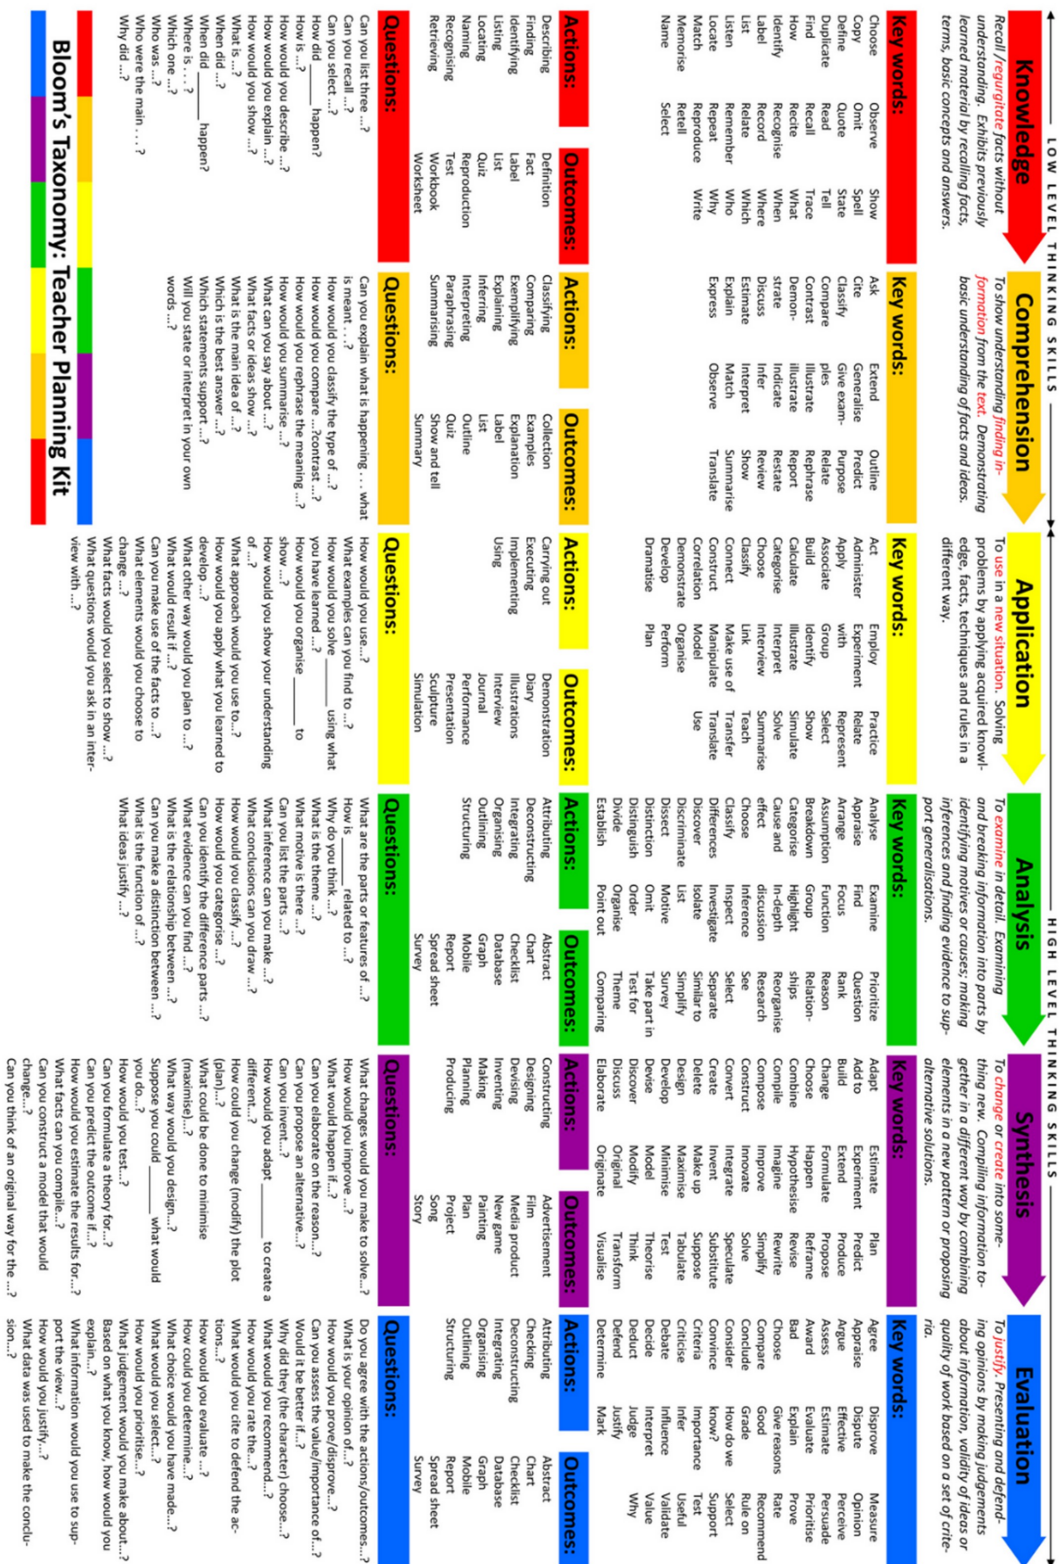 LOW LEVEL THINKING SKILLS
HIGH LEVEL THINKING SKILLS
Knowledge
Recall /regurgitate facts without
understanding. Exhibits previously
learned material by recalling facts,
terms, basic concepts and answers.
Key words:
Choose
Copy
Define
Duplicate
Find
How
Identify
Label
List
Listen
Locate
Match
Memorise
Name
Observe
Omit
Quote
Read
Recall
Recite
Recognise
Record
Relate
Remember
Repeat
Reproduce
Retell
Select
Show
Spell
State
Tell
Trace
What
When
Where
Which
Who
Why
Write
Actions:
Describing
Finding
Identifying
Listing
Locating
Naming
Recognising
Retrieving
Outcomes:
Definition
Fact
Label
List
Quiz
Reproduction
Test
Workbook
Worksheet
Questions:
Can you list three ...?
Can you recall ...?
Can you select ...?
How did ______ happen?
How is ...?
How would you describe ...?
How would you explain ...?
How would you show ...?
What is ...?
When did ...?
When did ______ happen?
Where is . . . ?
Which one ...?
Who was ...?
Who were the main . . . ?
Why did ...?
Comprehension
To show understanding finding in-
formation from the text. Demonstrating
basic understanding of facts and ideas.
Key words:
Ask
Cite
Classify
Compare
Contrast
Demon-
strate
Discuss
Estimate
Explain
Express
Extend
Generalise
Give exam-
ples
Illustrate
illustrate
Indicate
Infer
Interpret
Match
Observe
Outline
Predict
Purpose
Relate
Rephrase
Report
Restate
Review
Show
Summarise
Translate
Actions:
Classifying
Comparing
Exemplifying
Explaining
Inferring
Interpreting
Paraphrasing
Summarising
Outcomes:
Collection
Examples
Explanation
Label
List
Outline
Quiz
Show and tell
Summary
Questions:
Can you explain what is happening . . . what
is meant . . .?
How would you classify the type of ...?
How would you compare ...?contrast ...?
How would you rephrase the meaning ...?
How would you summarise ...?
What can you say about ...?
What facts or ideas show ...?
What is the main idea of ...?
Which is the best answer ...?
Which statements support ...?
Will you state or interpret in your own
words ...?
Application
To use in a new situation. Solving
problems by applying acquired knowl-
edge, facts, techniques and rules in a
different way.
Key words:
Act
Administer
Apply
Associate
Build
Calculate
Categorise
Choose
Classify
Connect
Construct
Correlation
Demonstrate
Develop
Dramatise
Employ
Experiment
with
Group
Identify
Illustrate
Interpret
Interview
Link
Make use of
Manipulate
Model
Organise
Perform
Plan
Practice
Relate
Represent
Select
Show
Simulate
Solve
Summarise
Teach
Transfer
Translate
Use
Actions:
Carrying out
Executing
Implementing
Using
Outcomes:
Demonstration
Diary
Illustrations
Interview
Journal
Performance
Presentation
Sculpture
Simulation
Questions:
How would you use...?
What examples can you find to ...?
How would you solve ______ using what
you have learned ...?
How would you organise ______ to
show ...?
How would you show your understanding
of ...?
What approach would you use to...?
How would you apply what you learned to
develop ...?
What other way would you plan to ...?
What would result if ...?
Can you make use of the facts to ...?
What elements would you choose to
change ...?
What facts would you select to show ...?
What questions would you ask in an inter-
view with ...?
Analysis
To examine in detail. Examining
and breaking information into parts by
identifying motives or causes; making
inferences and finding evidence to sup-
port generalisations.
Key words:
Analyse
Appraise
Arrange
Assumption
Breakdown
Categorise
Cause and
effect
Choose
Classify
Differences
Discover
Discriminate
Dissect
Distinction
Distinguish
Divide
Establish
Examine
Find
Focus
Function
Group
Highlight
In-depth
discussion
Inference
Inspect
Investigate
Isolate
List
Motive
Omit
Order
Organise
Point out
Prioritize
Question
Rank
Reason
Relation-
ships
Reorganise
Research
See
Select
Separate
Similar to
Simplify
Survey
Take part in
Test for
Theme
Comparing
Actions:
Attributing
Deconstructing
Integrating
Organising
Outlining
Structuring
Outcomes:
Abstract
Chart
Checklist
Database
Graph
Mobile
Report
Spread sheet
Survey
Questions:
What are the parts or features of ...?
How is ______ related to ...?
Why do you think ...?
What is the theme ...?
What motive is there ...?
Can you list the parts ...?
What inference can you make ...?
What conclusions can you draw ...?
How would you classify ...?
How would you categorise ...?
Can you identify the difference parts ...?
What evidence can you find ...?
What is the relationship between ...?
Can you make a distinction between ...?
What is the function of ...?
What ideas justify ...?
Synthesis
To change or create into some-
thing new. Compiling information to-
gether in a different way by combining
elements in a new pattern or proposing
alternative solutions.
Key words:
Adapt
Add to
Build
Change
Choose
Combine
Compile
Compose
Construct
Convert
Create
Delete
Design
Develop
Devise
Discover
Discuss
Elaborate
Estimate
Experiment
Extend
Formulate
Happen
Hypothesise
Imagine
Improve
Innovate
Integrate
Invent
Make up
Maximise
Minimise
Model
Modify
Original
Originate
Plan
Predict
Produce
Propose
Reframe
Revise
Rewrite
Simplify
Solve
Speculate
Substitute
Suppose
Tabulate
Test
Theorise
Think
Transform
Visualise
Actions:
Constructing
Designing
Devising
Inventing
Making
Planning
Producing
Outcomes:
Advertisement
Film
Media product
New game
Painting
Plan
Project
Song
Story
Questions:
What changes would you make to solve...?
How would you improve ...?
What would happen if...?
Can you elaborate on the reason...?
Can you propose an alternative...?
Can you invent...?
How would you adapt ______ to create a
different...?
How could you change (modify) the plot
(plan)...?
What could be done to minimise
(maximise)...?
What way would you design...?
Suppose you could ______ what would
you do...?
How would you test...?
Can you formulate a theory for...?
Can you predict the outcome if...?
How would you estimate the results for...?
What facts can you compile...?
Can you construct a model that would
change...?
Can you think of an original way for the ...?
Evaluation
To justify. Presenting and defend-
ing opinions by making judgements
about information, validity of ideas or
quality of work based on a set of crite-
ria.
Key words:
Agree
Appraise
Argue
Assess
Award
Bad
Choose
Compare
Conclude
Consider
Convince
Criteria
Criticise
Debate
Decide
Deduct
Defend
Determine
Disprove
Dispute
Effective
Estimate
Evaluate
Explain
Give reasons
Good
Grade
How do we
know?
Importance
Infer
Influence
Interpret
Judge
Justify
Mark
Measure
Opinion
Perceive
Persuade
Prioritise
Prove
Rate
Recommend
Rule on
Select
Support
Test
Useful
Validate
Value
Why
Actions:
Attributing
Checking
Deconstructing
Integrating
Organising
Outlining
Structuring
Outcomes:
Abstract
Chart
Checklist
Database
Graph
Mobile
Report
Spread sheet
Survey
Questions:
Do you agree with the actions/outcomes...?
What is your opinion of...?
How would you prove/disprove...?
Can you assess the value/importance of...?
Would it be better if...?
Why did they (the character) choose...?
What would you recommend...?
How would you rate the...?
What would you cite to defend the ac-
tions...?
How would you evaluate ...?
How could you determine...?
What choice would you have made...?
What would you select...?
How would you prioritise...?
What judgement would you make about...?
Based on what you know, how would you
explain...?
What information would you use to sup-
port the view...?
How would you justify...?
What data was used to make the conclu-
sion...?
Bloom's Taxonomy: Teacher Planning Kit